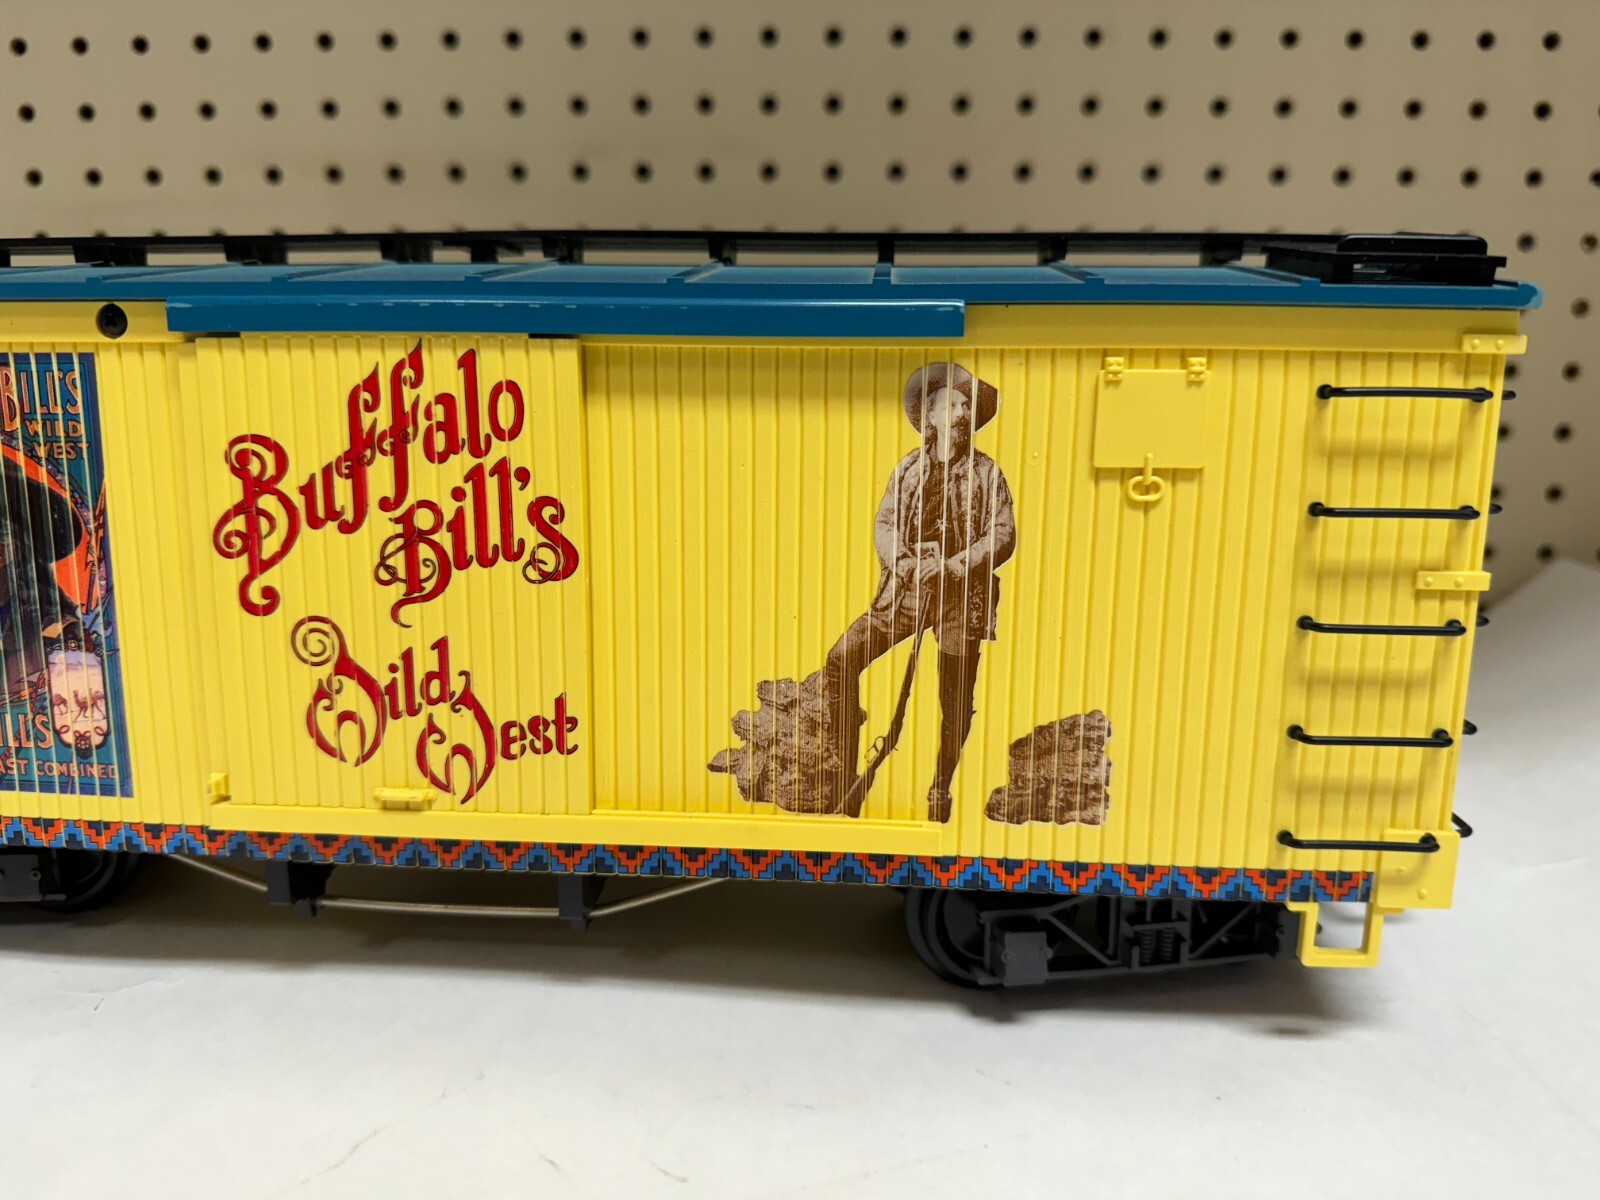 BILL'S
WILD
WEST
ILL'S
AST COMBINED
Buffalo
Bill's
Wild
West